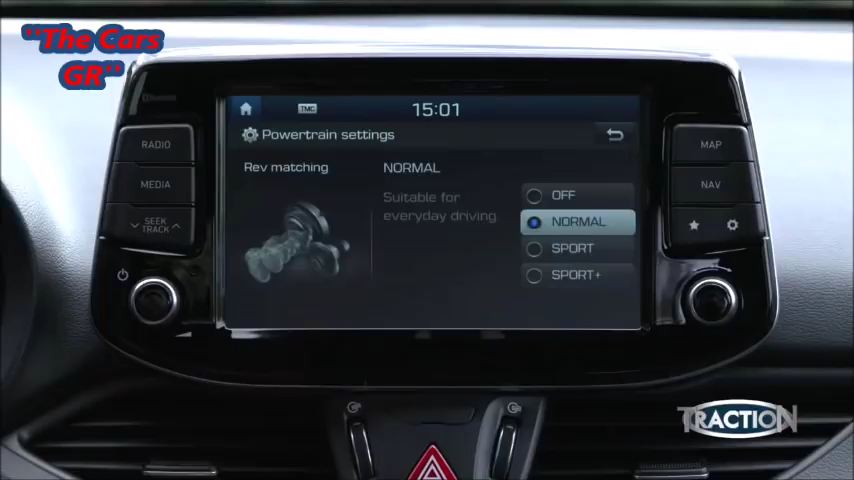 "The Cars
GR"
TMC
15:01
Powertrain settings
Rev matching
NORMAL
Suitable for
everyday driving
OFF
NORMAL
SPORT
SPORT+
RADIO
MEDIA
SEEK
TRACK
MAP
NAV
TRACTION